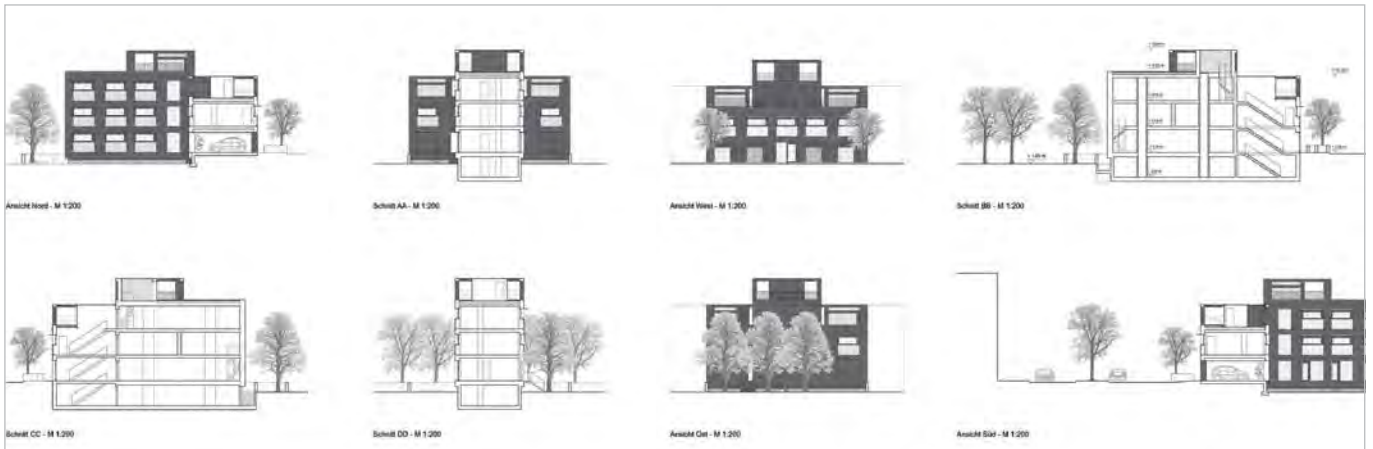 Ansicht Nord - M 1:200
Schnitt AA - M 1:200
Ansicht West - M 1:200
Schnitt BB - M 1:200
Schnitt CC - M 1:200
Schnitt DD - M 1:200
Ansicht Ost - M 1:200
Ansicht Süd - M 1:200